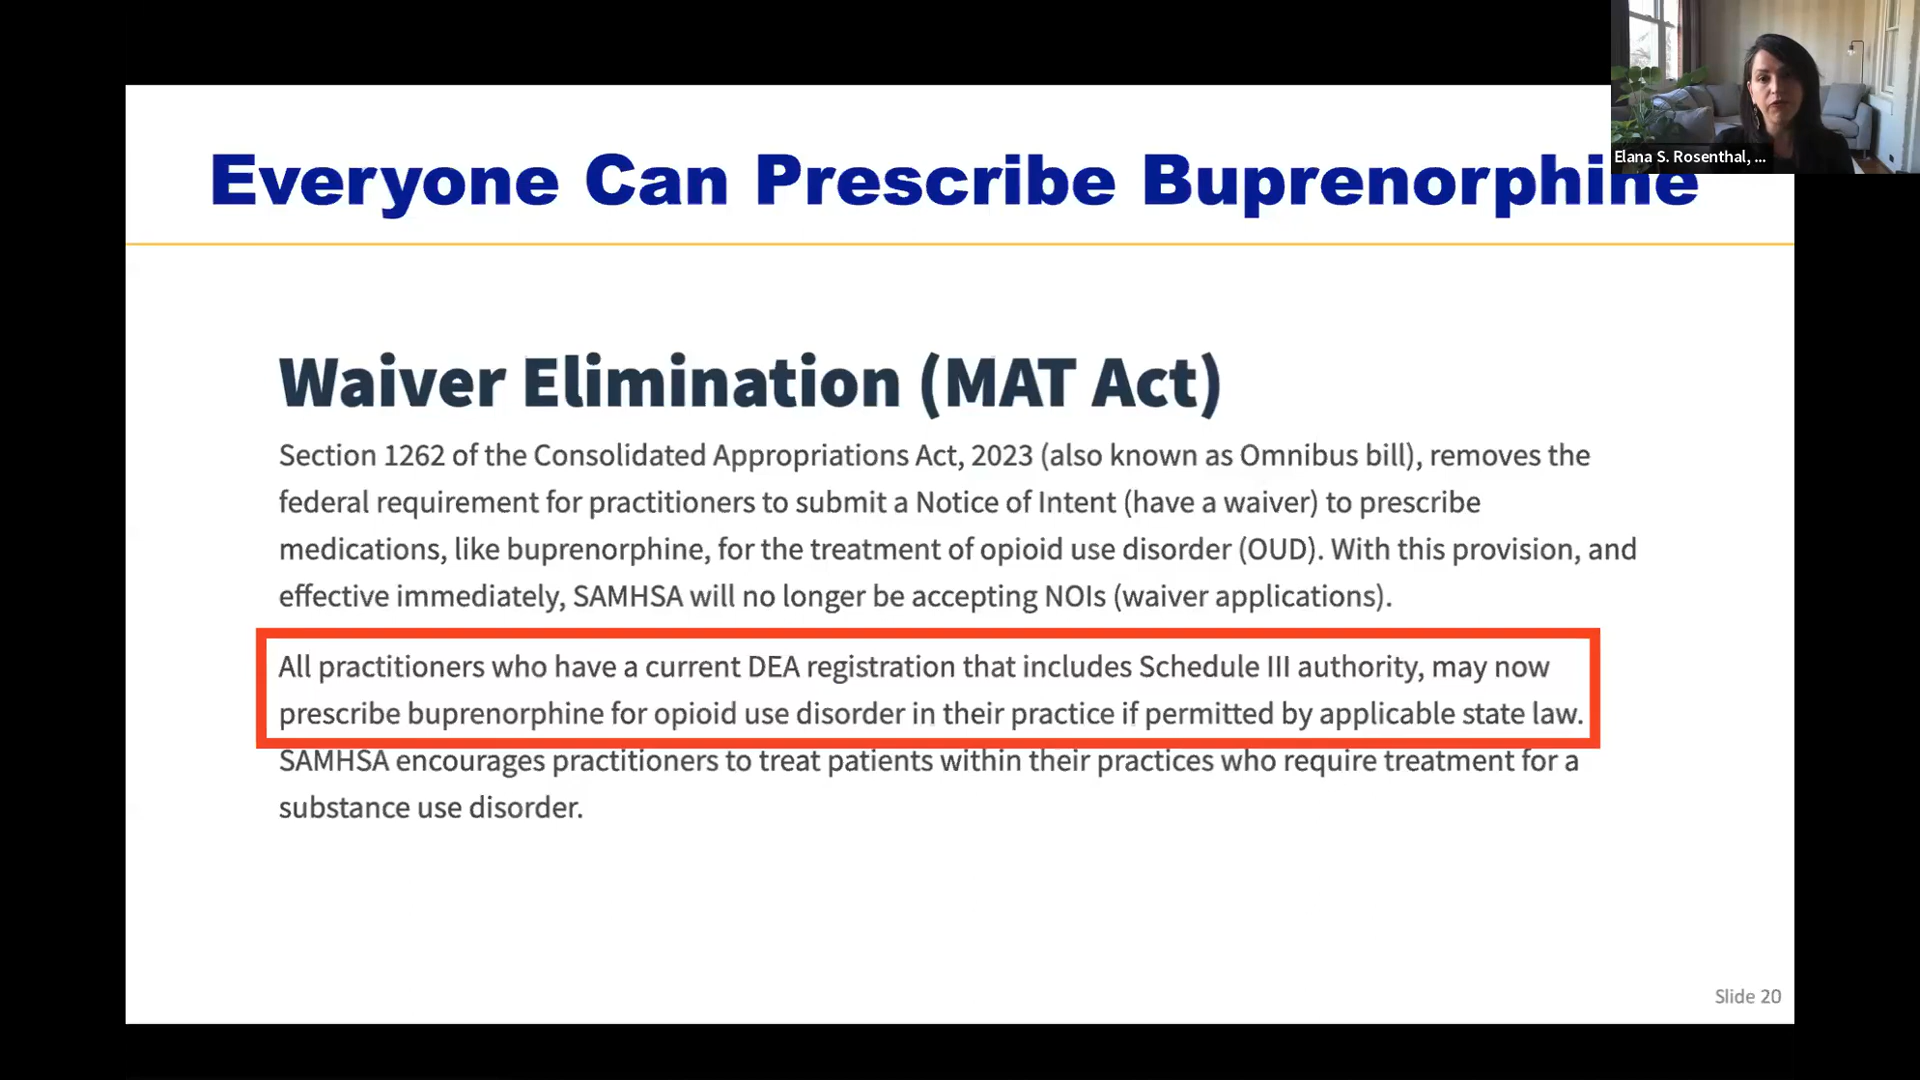 Elana S. Rosenthal, ...
Everyone Can Prescribe Buprenorphine
Waiver Elimination (MAT Act)
Section 1262 of the Consolidated Appropriations Act, 2023 (also known as Omnibus bill), removes the
federal requirement for practitioners to submit a Notice of Intent (have a waiver) to prescribe
medications, like buprenorphine, for the treatment of opioid use disorder (OUD). With this provision, and
effective immediately, SAMHSA will no longer be accepting NOIs (waiver applications).
All practitioners who have a current DEA registration that includes Schedule III authority, may now
prescribe buprenorphine for opioid use disorder in their practice if permitted by applicable state law.
SAMHSA encourages practitioners to treat patients within their practices who require treatment for a
substance use disorder.
Slide 20